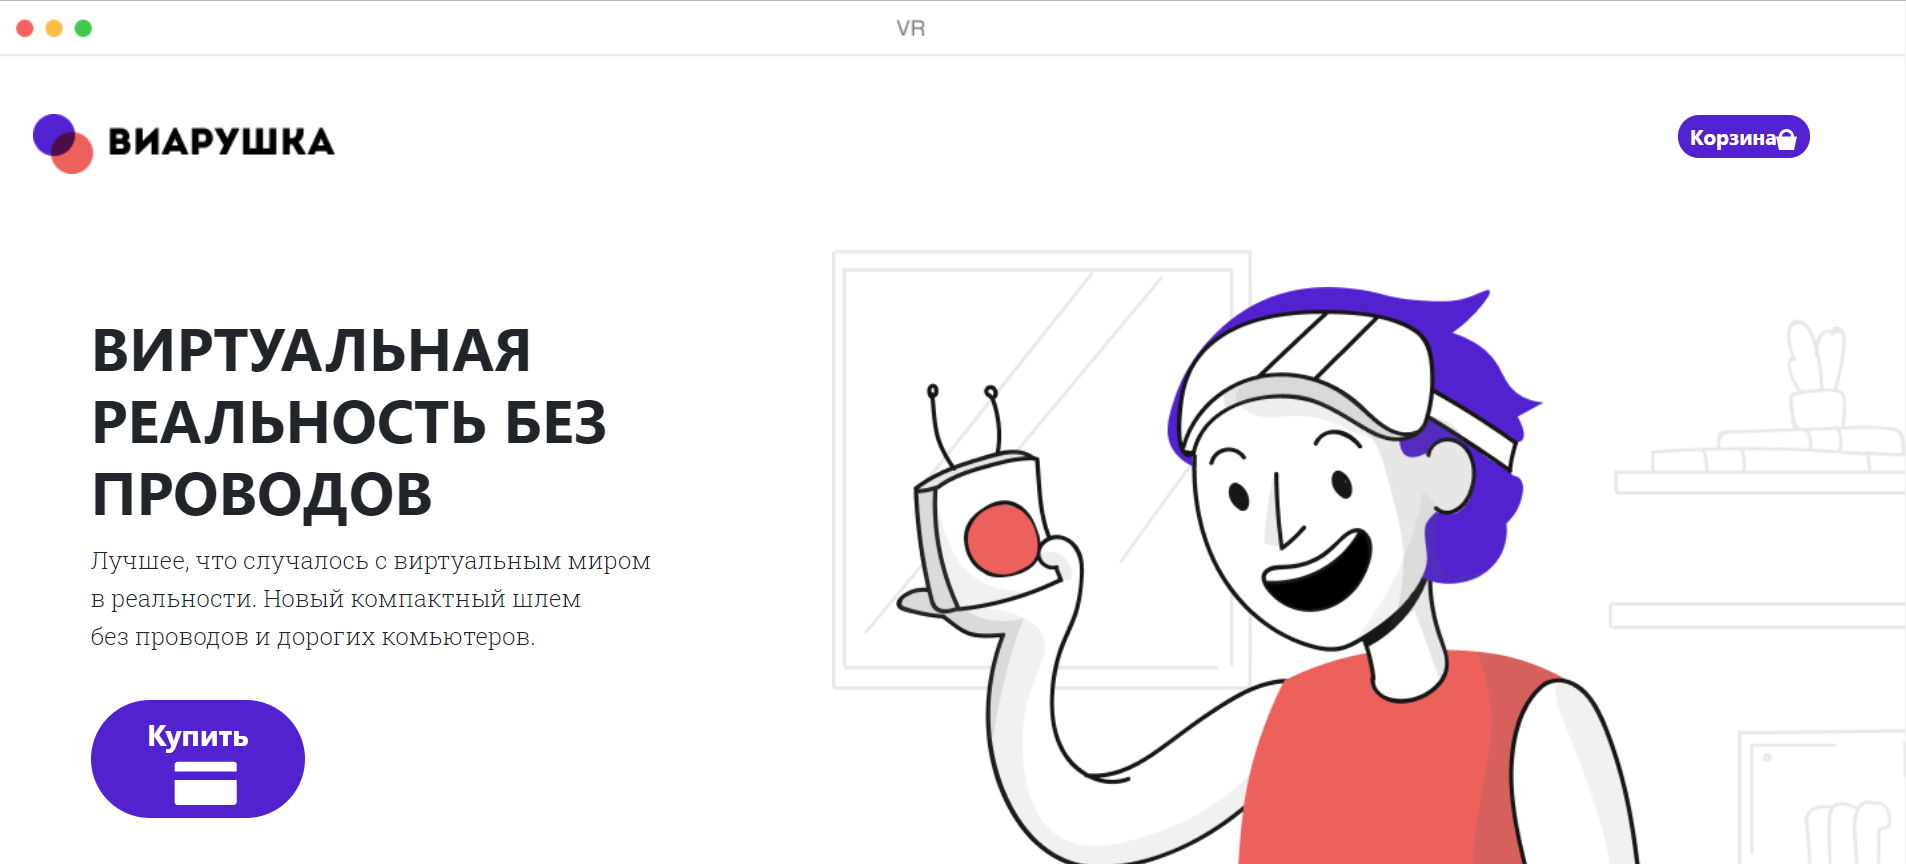 VR
ВИАРУШКА
Корзина
ВИРТУАЛЬНАЯ
РЕАЛЬНОСТЬ БЕЗ
ПРОВОДОВ
Лучшее, что случалось с виртуальным миром
в реальности. Новый компактный шлем
без проводов и дорогих комьютеров.
Купить